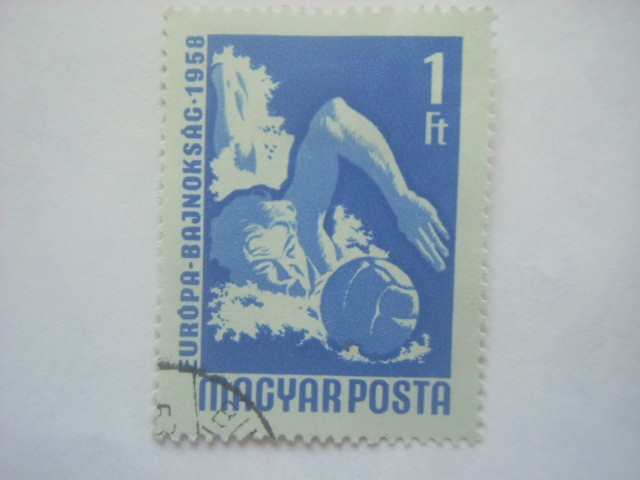 EURÓPA-BAJNOKSÁG·1958
1
Ft
MAGYAR POSTA